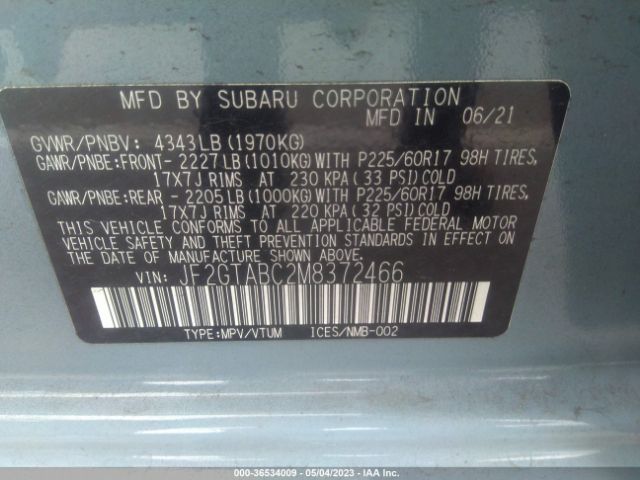 MFD BY SUBARU CORPORATION
MFD IN 06/21
GVWR/PNBV: 4343LB(1970KG)
GAWR/PNBE:FRONT- 2227LB(1010KG)WITH P225/60R17 98H TIRES,
17X7J RIMS AT 230 KPA(33 PSI)COLD
GAWR/PNBE:REAR - 2205LB(1000KG)WITH P225/60R17 98H TIRES,
17X7J RIMS AT 220 KPA(32 PSI)COLD
THIS VEHICLE CONFORMS TO ALL APPLICABLE FEDERAL MOTOR
VEHICLE SAFETY AND THEFT PREVENTION STANDARDS IN EFFECT ON
THE DATE OF MANUFACTURE SHOWN ABOVE.
VIN: JF2GTABC2M8372466
TYPE:MPV/VTUM ICES/NMB-002
000-36534009 - 05/04/2023 - IAA Copyright